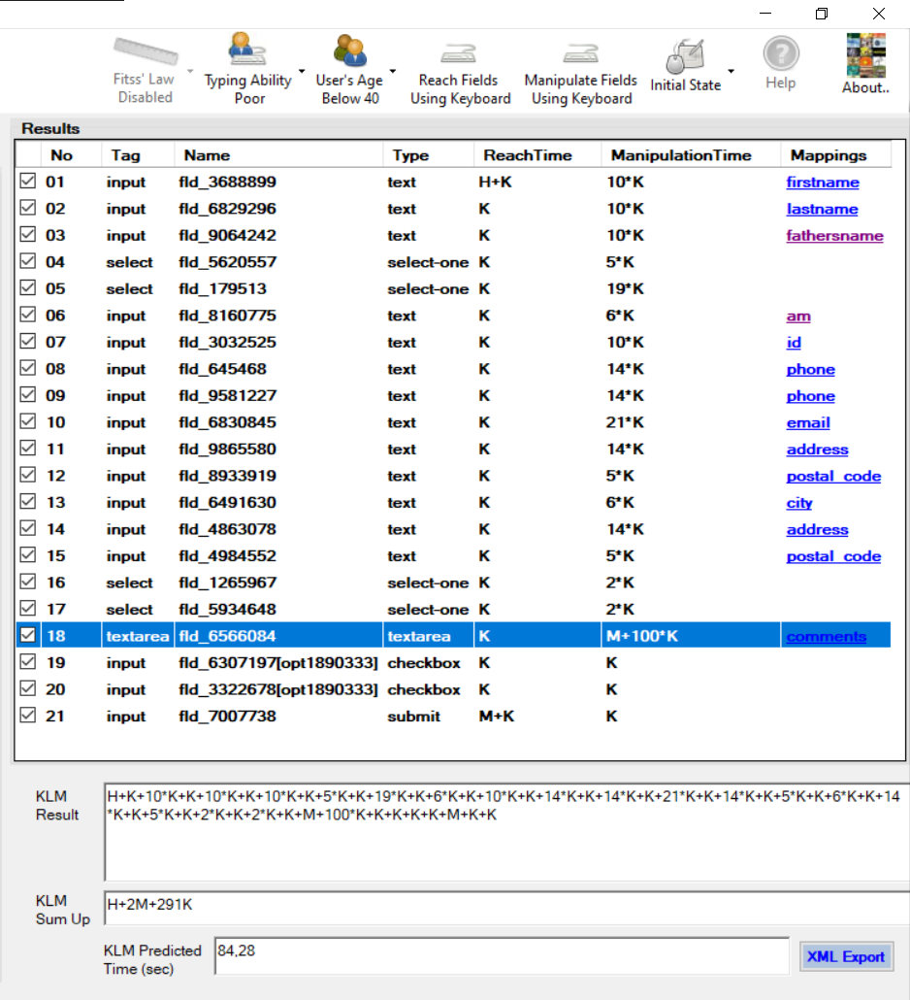 Fitss' Law Disabled
Typing Ability Poor
User's Age Below 40
Reach Fields Using Keyboard
Manipulate Fields Using Keyboard
Initial State
Help
About..
Results
No Tag Name Type ReachTime ManipulationTime Mappings
01 input fld_3688899 text H+K 10*K firstname
02 input fld_6829296 text K 10*K lastname
03 input fld_9064242 text K 10*K fathersname
04 select fld_5620557 select-one K 5*K
05 select fld_179513 select-one K 19*K
06 input fld_8160775 text K 6*K am
07 input fld_3032525 text K 10*K id
08 input fld_645468 text K 14*K phone
09 input fld_9581227 text K 14*K phone
10 input fld_6830845 text K 21*K email
11 input fld_9865580 text K 14*K address
12 input fld_8933919 text K 5*K postal_code
13 input fld_6491630 text K 6*K city
14 input fld_4863078 text K 14*K address
15 input fld_4984552 text K 5*K postal_code
16 select fld_1265967 select-one K 2*K
17 select fld_5934648 select-one K 2*K
18 textarea fld_6566084 textarea K M+100*K comments
19 input fld_6307197[opt1890333] checkbox K K
20 input fld_3322678[opt1890333] checkbox K K
21 input fld_7007738 submit M+K K
KLM Result
H+K+10*K+K+10*K+K+10*K+K+5*K+K+19*K+K+6*K+K+10*K+K+14*K+K+14*K+K+21*K+K+14*K+K+5*K+K+6*K+K+14
*K+K+5*K+K+2*K+K+2*K+K+M+100*K+K+K+K+K+M+K+K
KLM Sum Up
H+2M+291K
KLM Predicted Time (sec)
84,28
XML Export